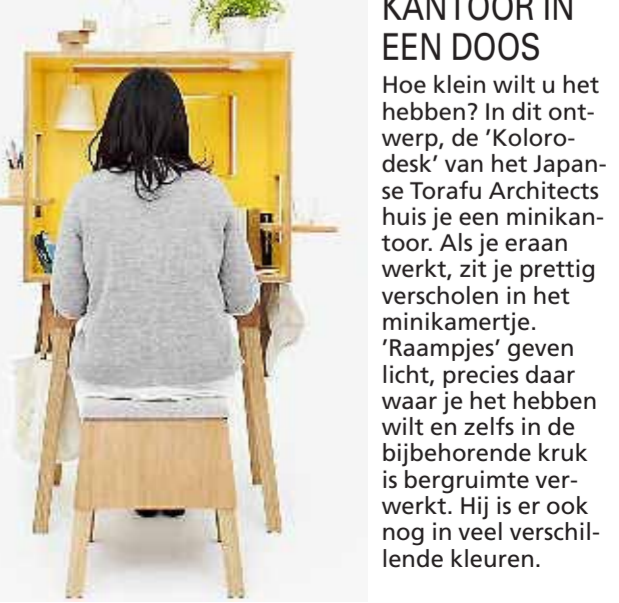 KANTOOR IN
EEN DOOS
Hoe klein wilt u het
hebben? In dit ont-
werp, de ’Koloro-
desk’ van het Japan-
se Torafu Architects
huis je een minikan-
toor. Als je eraan
werkt, zit je prettig
verscholen in het
minikamertje.
’Raampjes’ geven
licht, precies daar
waar je het hebben
wilt en zelfs in de
bijbehorende kruk
is bergruimte ver-
werkt. Hij is er ook
nog in veel verschil-
lende kleuren.